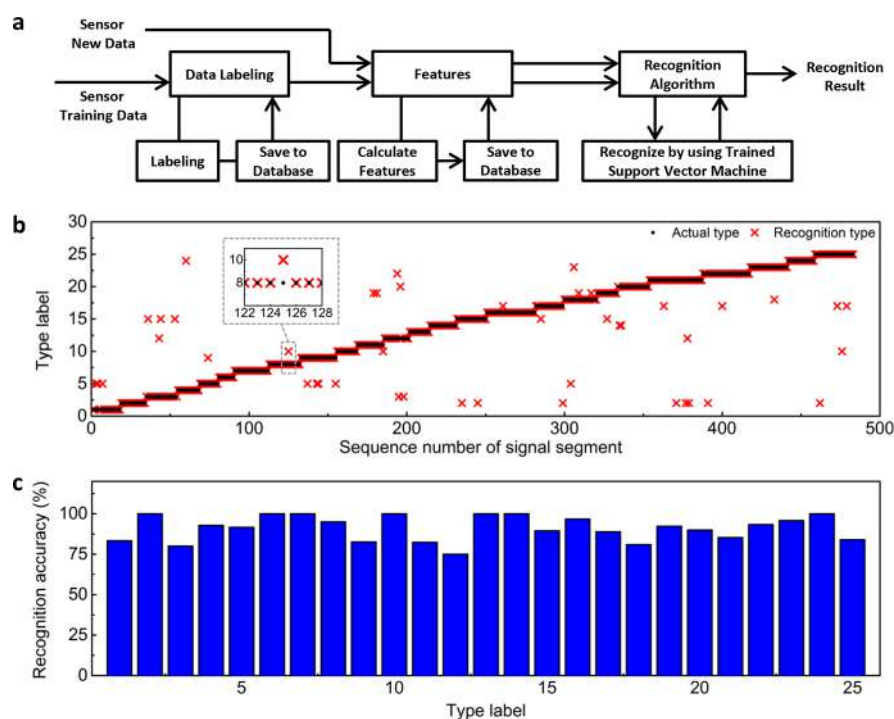 a
Sensor
New Data
Sensor
Training Data
Data Labeling
Features
Recognition
Algorithm
Recognition
Result
Labeling
Save to
Database
Calculate
Features
Save to
Database
Recognize by using Trained
Support Vector Machine
b
Type label
30
25
20
15
10
5
0
10
8
122 124 126 128
Actual type
Recognition type
0 100 200 300 400 500
Sequence number of signal segment
c
Recognition accuracy (%)
100
75
50
25
0
5 10 15 20 25
Type label